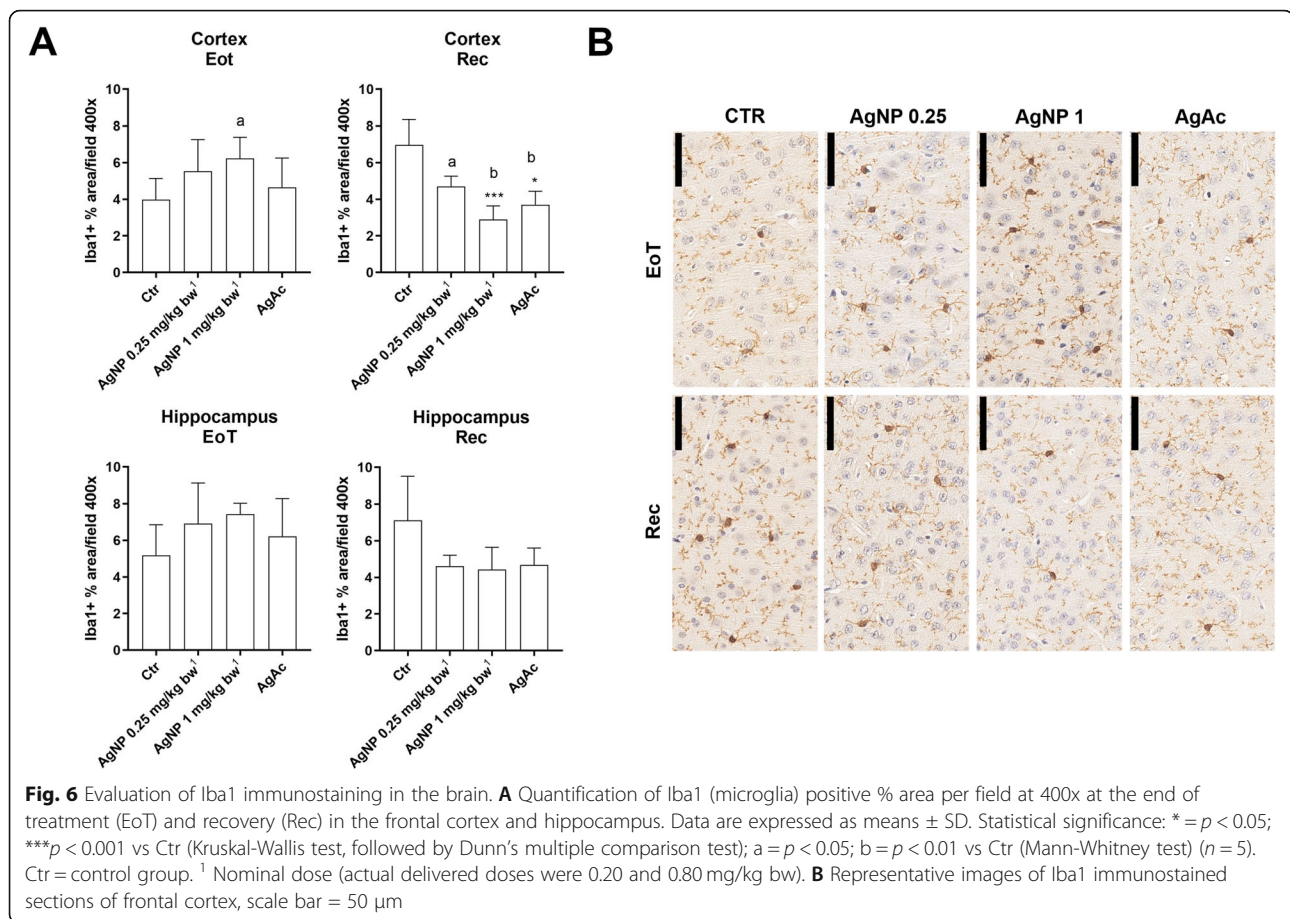 A
Cortex
Eot
Iba1+ % area/field 400x
10
8
6
4
2
0
a
Ctr
AgNP 0.25 mg/kg bw¹
AgNP 1 mg/kg bw¹
AgAc
Cortex
Rec
Iba1+ % area/field 400x
10
8
6
4
2
0
a
b
***
b
*
Ctr
AgNP 0.25 mg/kg bw¹
AgNP 1 mg/kg bw¹
AgAc
Hippocampus
EoT
Iba1+ % area/field 400x
10
8
6
4
2
0
Ctr
AgNP 0.25 mg/kg bw¹
AgNP 1 mg/kg bw¹
AgAc
Hippocampus
Rec
Iba1+ % area/field 400x
10
8
6
4
2
0
Ctr
AgNP 0.25 mg/kg bw¹
AgNP 1 mg/kg bw¹
AgAc
B
CTR AgNP 0.25 AgNP 1 AgAc
EoT
Rec
Fig. 6 Evaluation of Iba1 immunostaining in the brain. A Quantification of Iba1 (microglia) positive % area per field at 400x at the end of
treatment (EoT) and recovery (Rec) in the frontal cortex and hippocampus. Data are expressed as means ± SD. Statistical significance: * = p < 0.05;
***p < 0.001 vs Ctr (Kruskal-Wallis test, followed by Dunn's multiple comparison test); a = p < 0.05; b = p < 0.01 vs Ctr (Mann-Whitney test) (n = 5).
Ctr = control group. ¹ Nominal dose (actual delivered doses were 0.20 and 0.80 mg/kg bw). B Representative images of Iba1 immunostained
sections of frontal cortex, scale bar = 50 μm